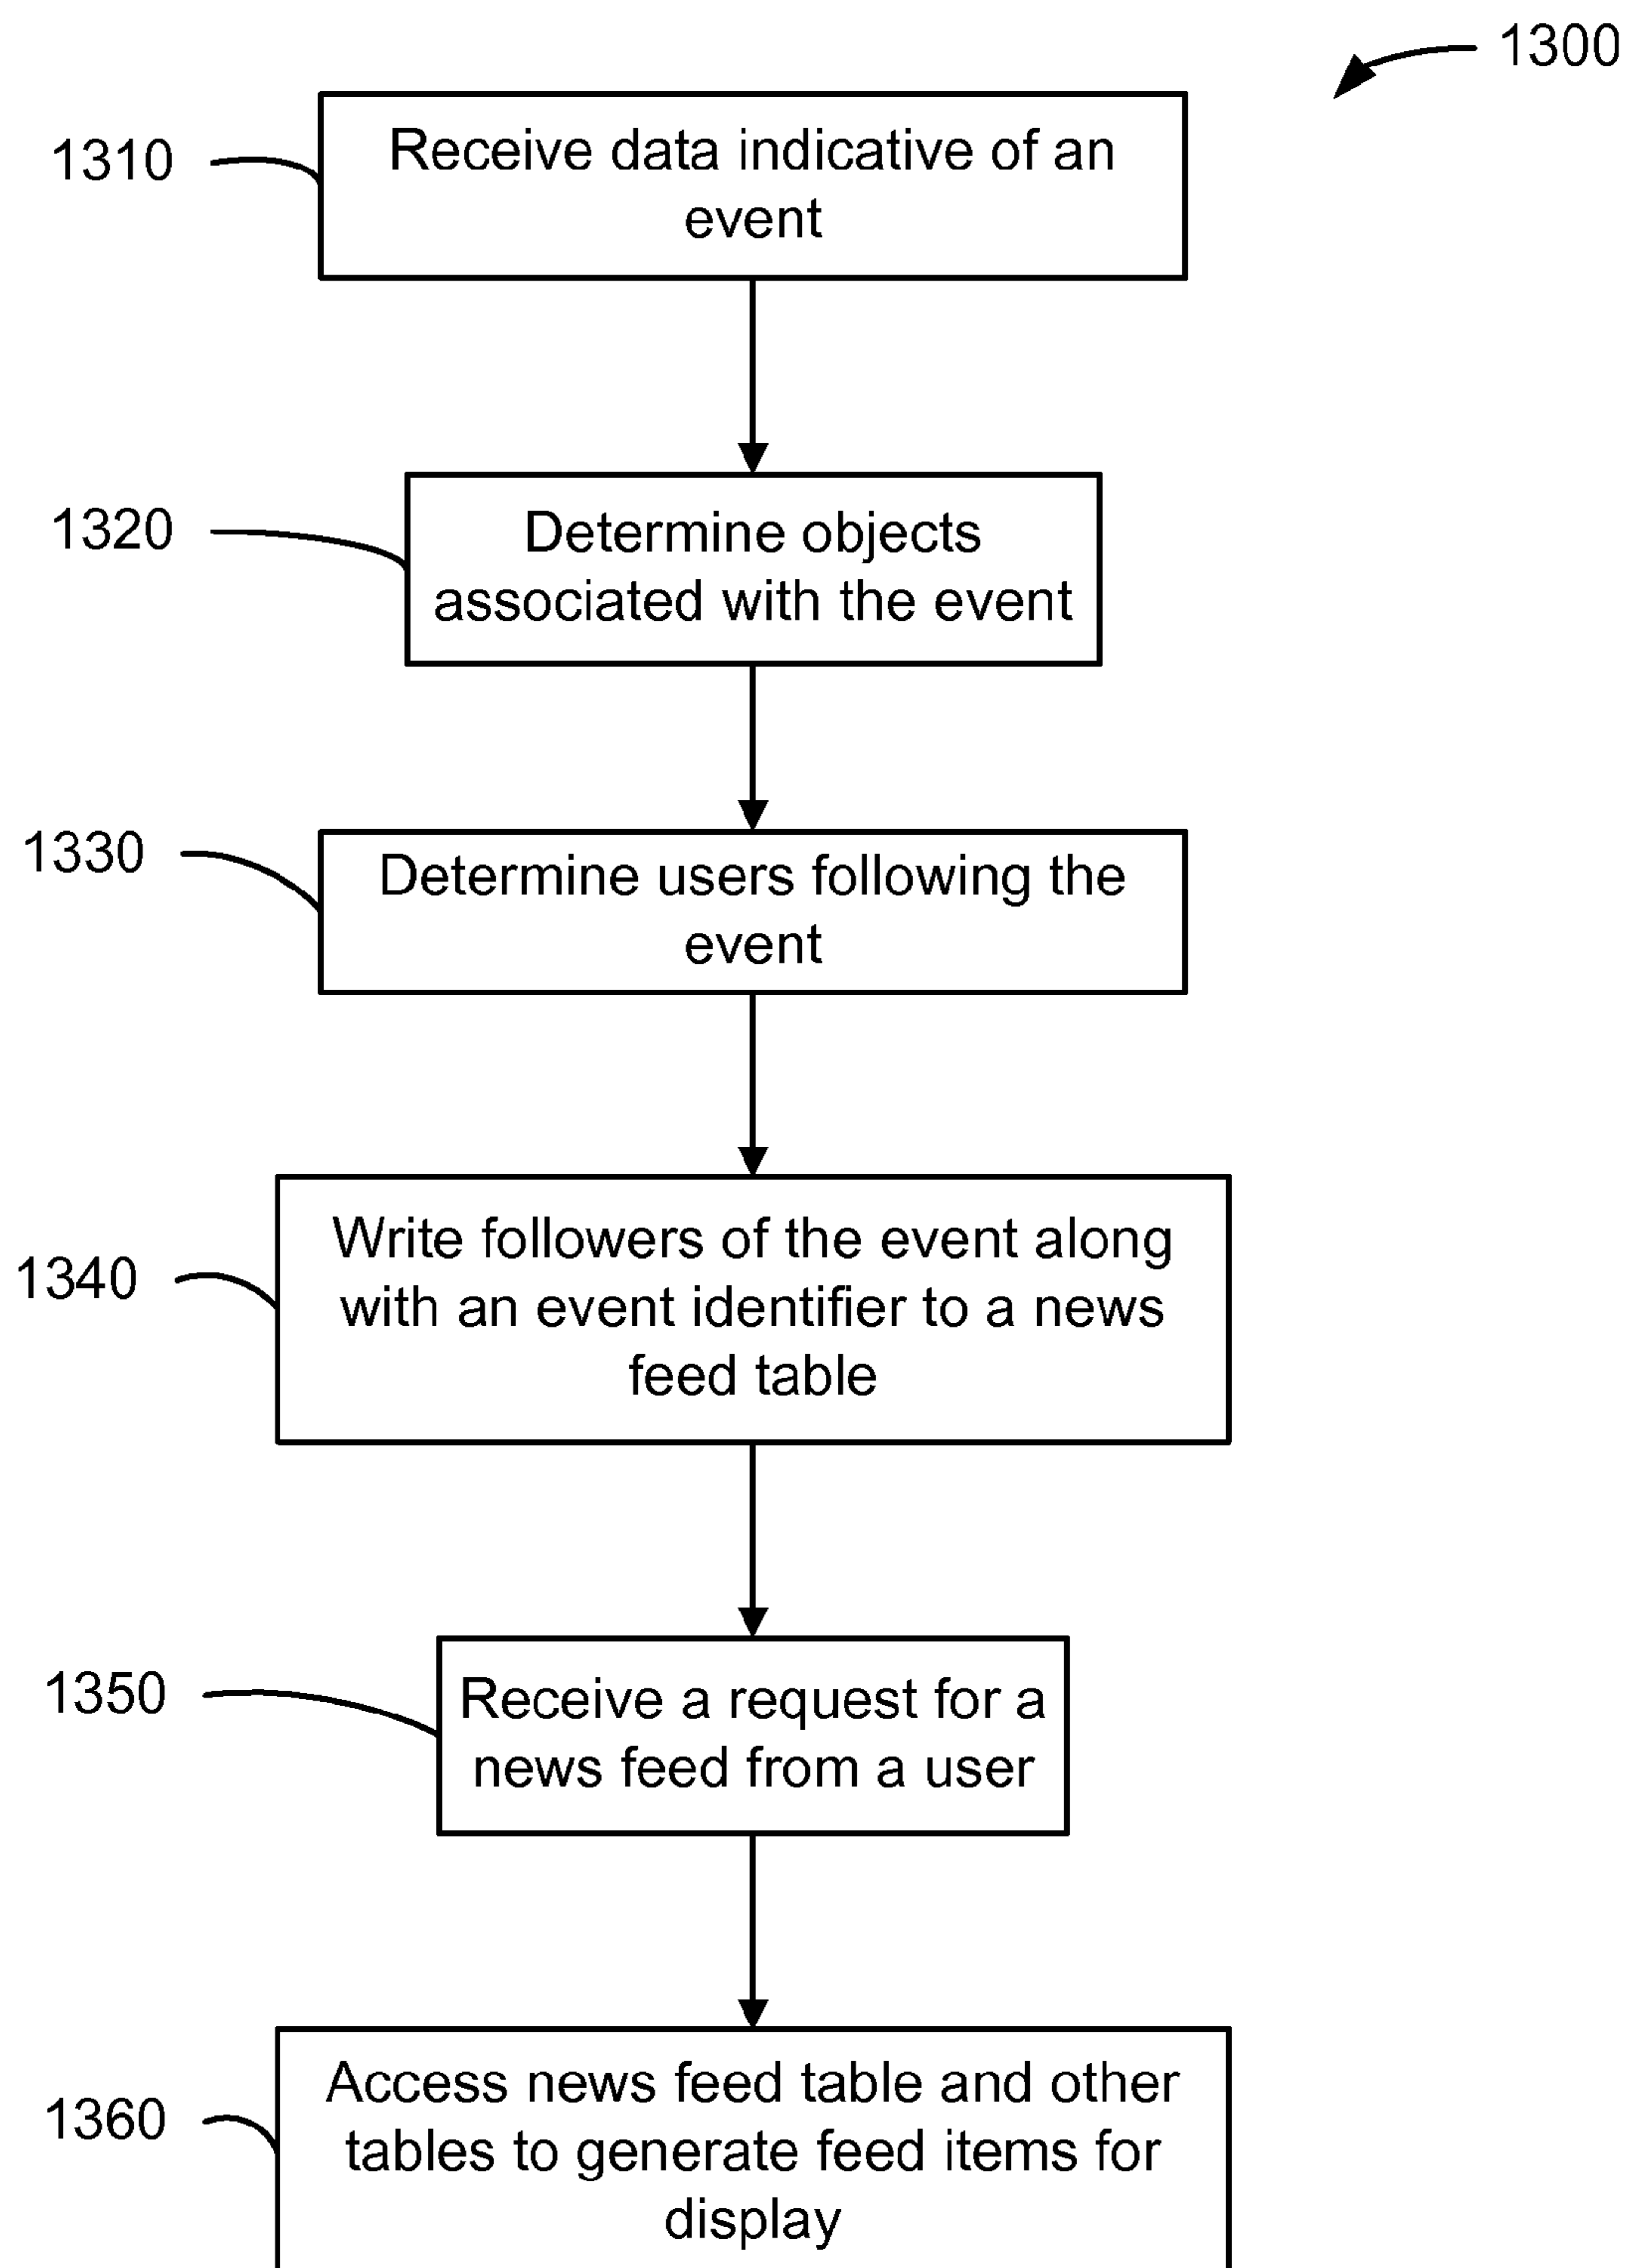 1300
1310
Receive data indicative of an
event
1320
Determine objects
associated with the event
1330
Determine users following the
event
1340
Write followers of the event along
with an event identifier to a news
feed table
1350
Receive a request for a
news feed from a user
1360
Access news feed table and other
tables to generate feed items for
display